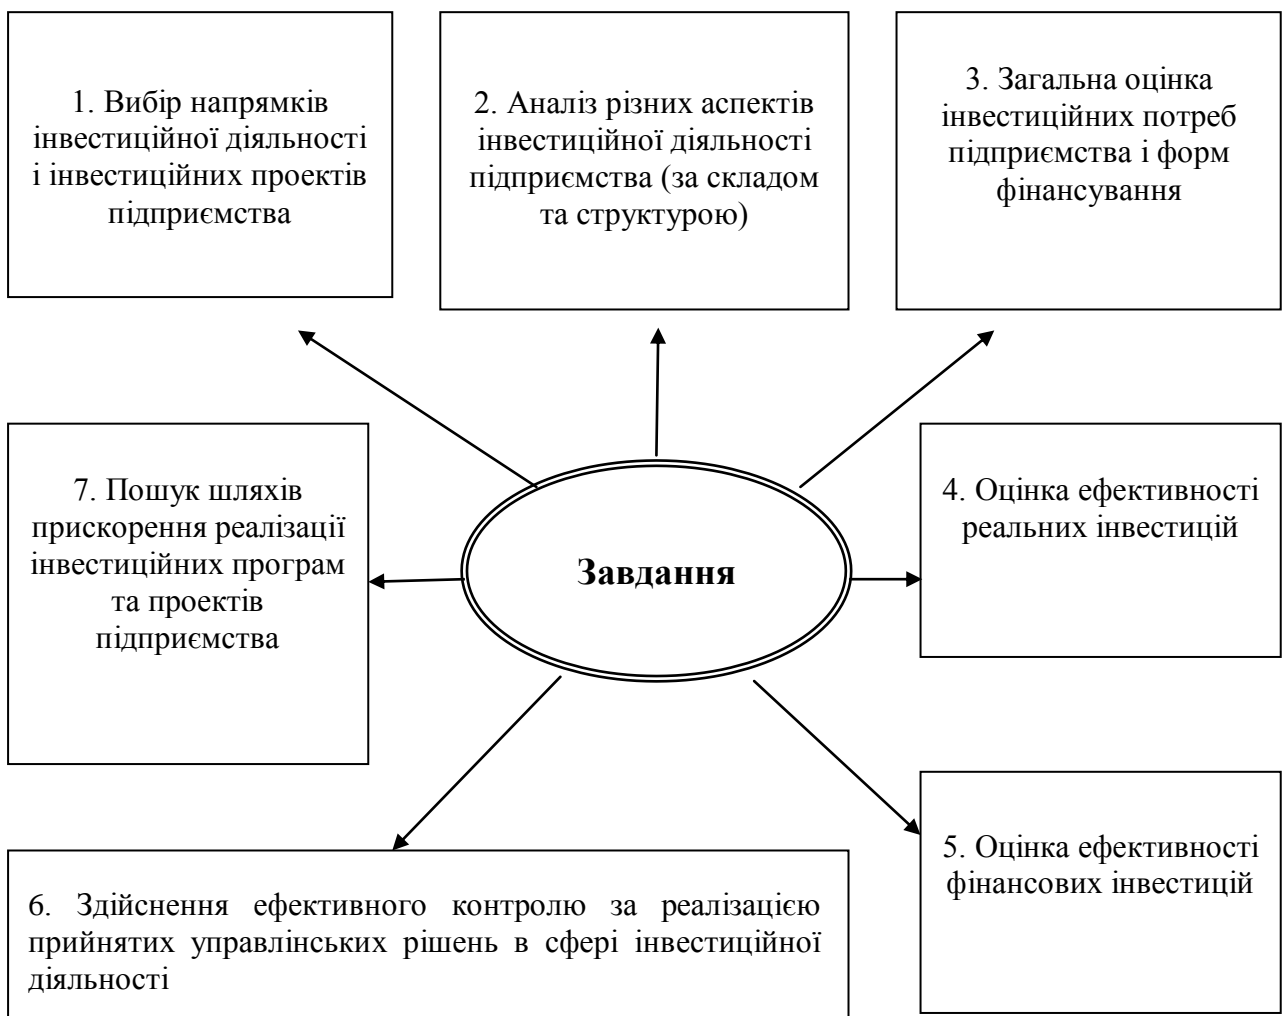 1. Вибір напрямків
інвестиційної діяльності
і інвестиційних проектів
підприємства
2. Аналіз різних аспектів
інвестиційної діяльності
підприємства (за складом
та структурою)
3. Загальна оцінка
інвестиційних потреб
підприємства і форм
фінансування
7. Пошук шляхів
прискорення реалізації
інвестиційних програм
та проектів
підприємства
Завдання
4. Оцінка ефективності
реальних інвестицій
5. Оцінка ефективності
фінансових інвестицій
6. Здійснення ефективного контролю за реалізацією
прийнятих управлінських рішень в сфері інвестиційної
діяльності